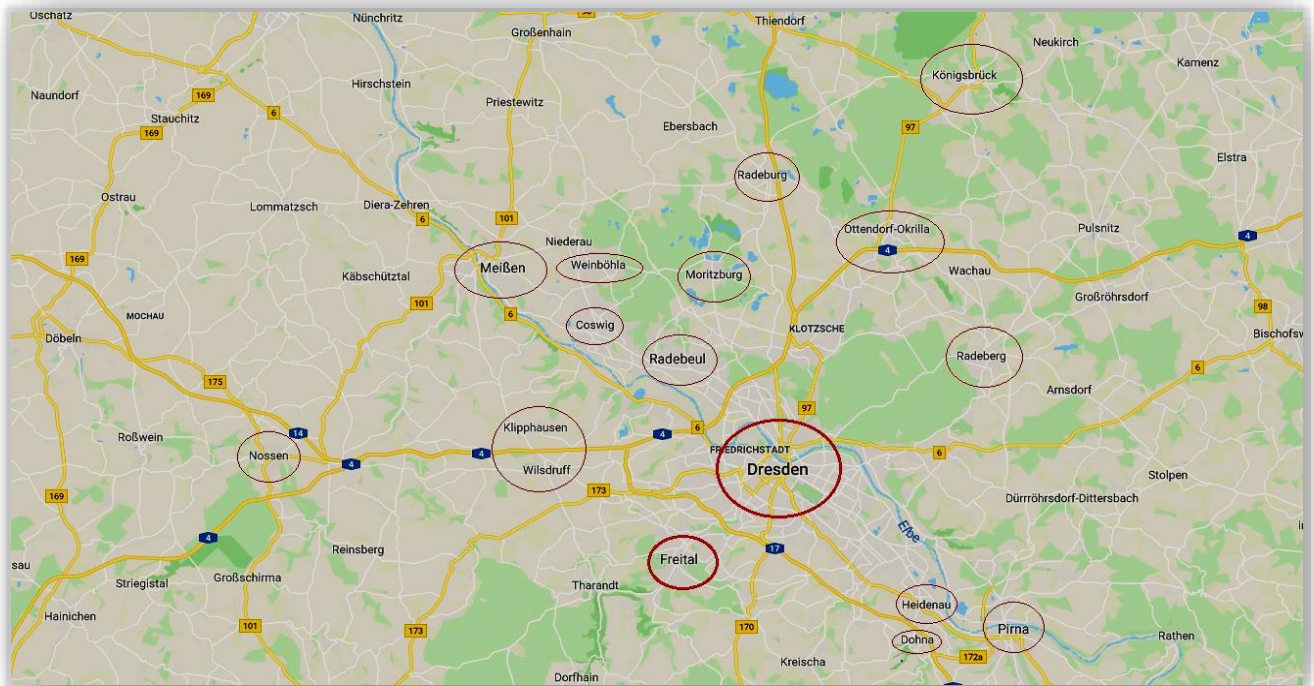 Oschatz
Nünchritz
98
Thiendorf
Großenhain
Neukirch
Kamenz
Königsbrück
Hirschstein
Naundorf
169
6
Priestewitz
Stauchitz
169
Ebersbach
97
Elstra
Radeburg
Ostrau
Lommatzsch
Diera-Zehren
6
101
Ottendorf-Okrilla
Pulsnitz
4
Niederau
4
169
Meißen
Weinböhla
Moritzburg
Wachau
Käbschütztal
101
Großröhrsdorf
98
MOCHAU
6
Coswig
KLOTZSCHE
Döbeln
Bischofsw
Radebeul
Radeberg
6
175
Arnsdorf
97
Roßwein
14
Klipphausen
4
6
FRIEDRICHSTADT
Nossen
4
4
6
Wilsdruff
Dresden
Stolpen
169
173
Dürrröhrsdorf-Dittersbach
Elbe
4
Reinsberg
17
Freital
sau
Striegistal
Großschirma
Tharandt
Hainichen
Heidenau
101
173
170
Pirna
Dohna
Rathen
172a
Kreischa
Dorfhain